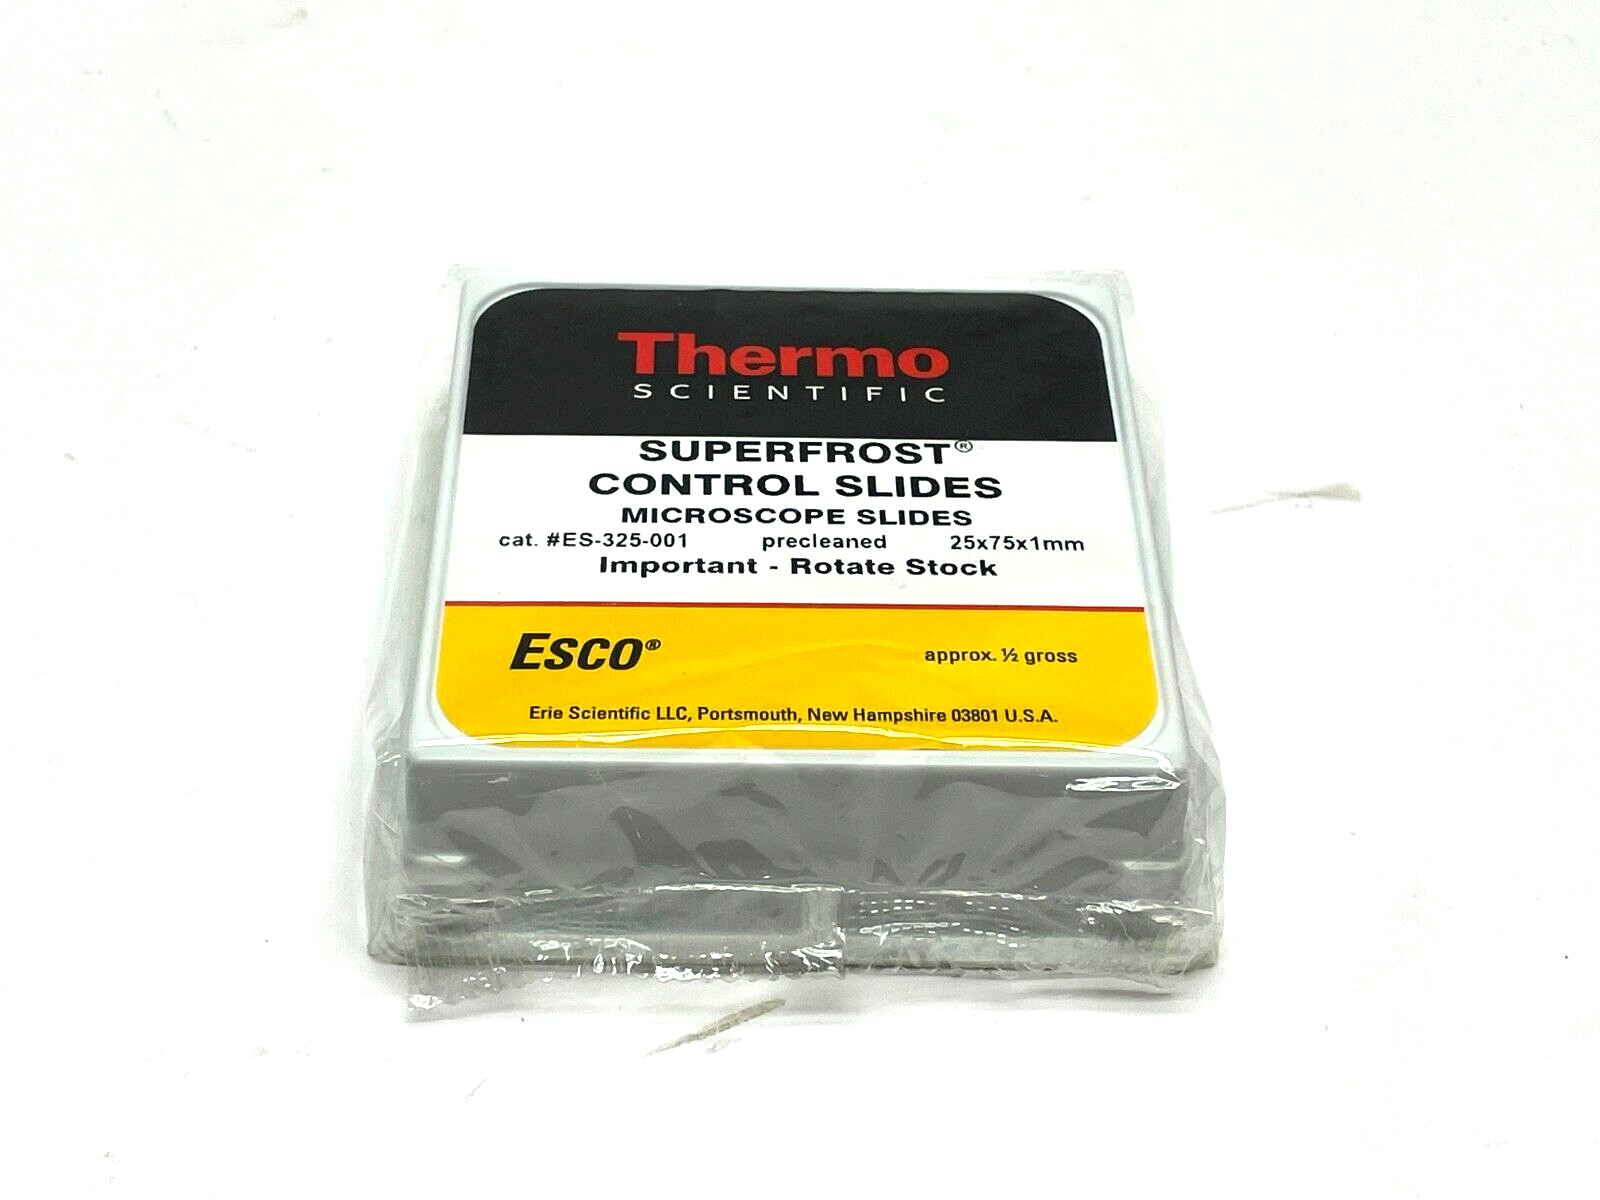 Thermo
SCIENTIFIC
SUPERFROST®
CONTROL SLIDES
MICROSCOPE SLIDES
cat. #ES-325-001 precleaned 25x75x1mm
Important - Rotate Stock
ESCO® approx. ½ gross
Erie Scientific LLC, Portsmouth, New Hampshire 03801 U.S.A.